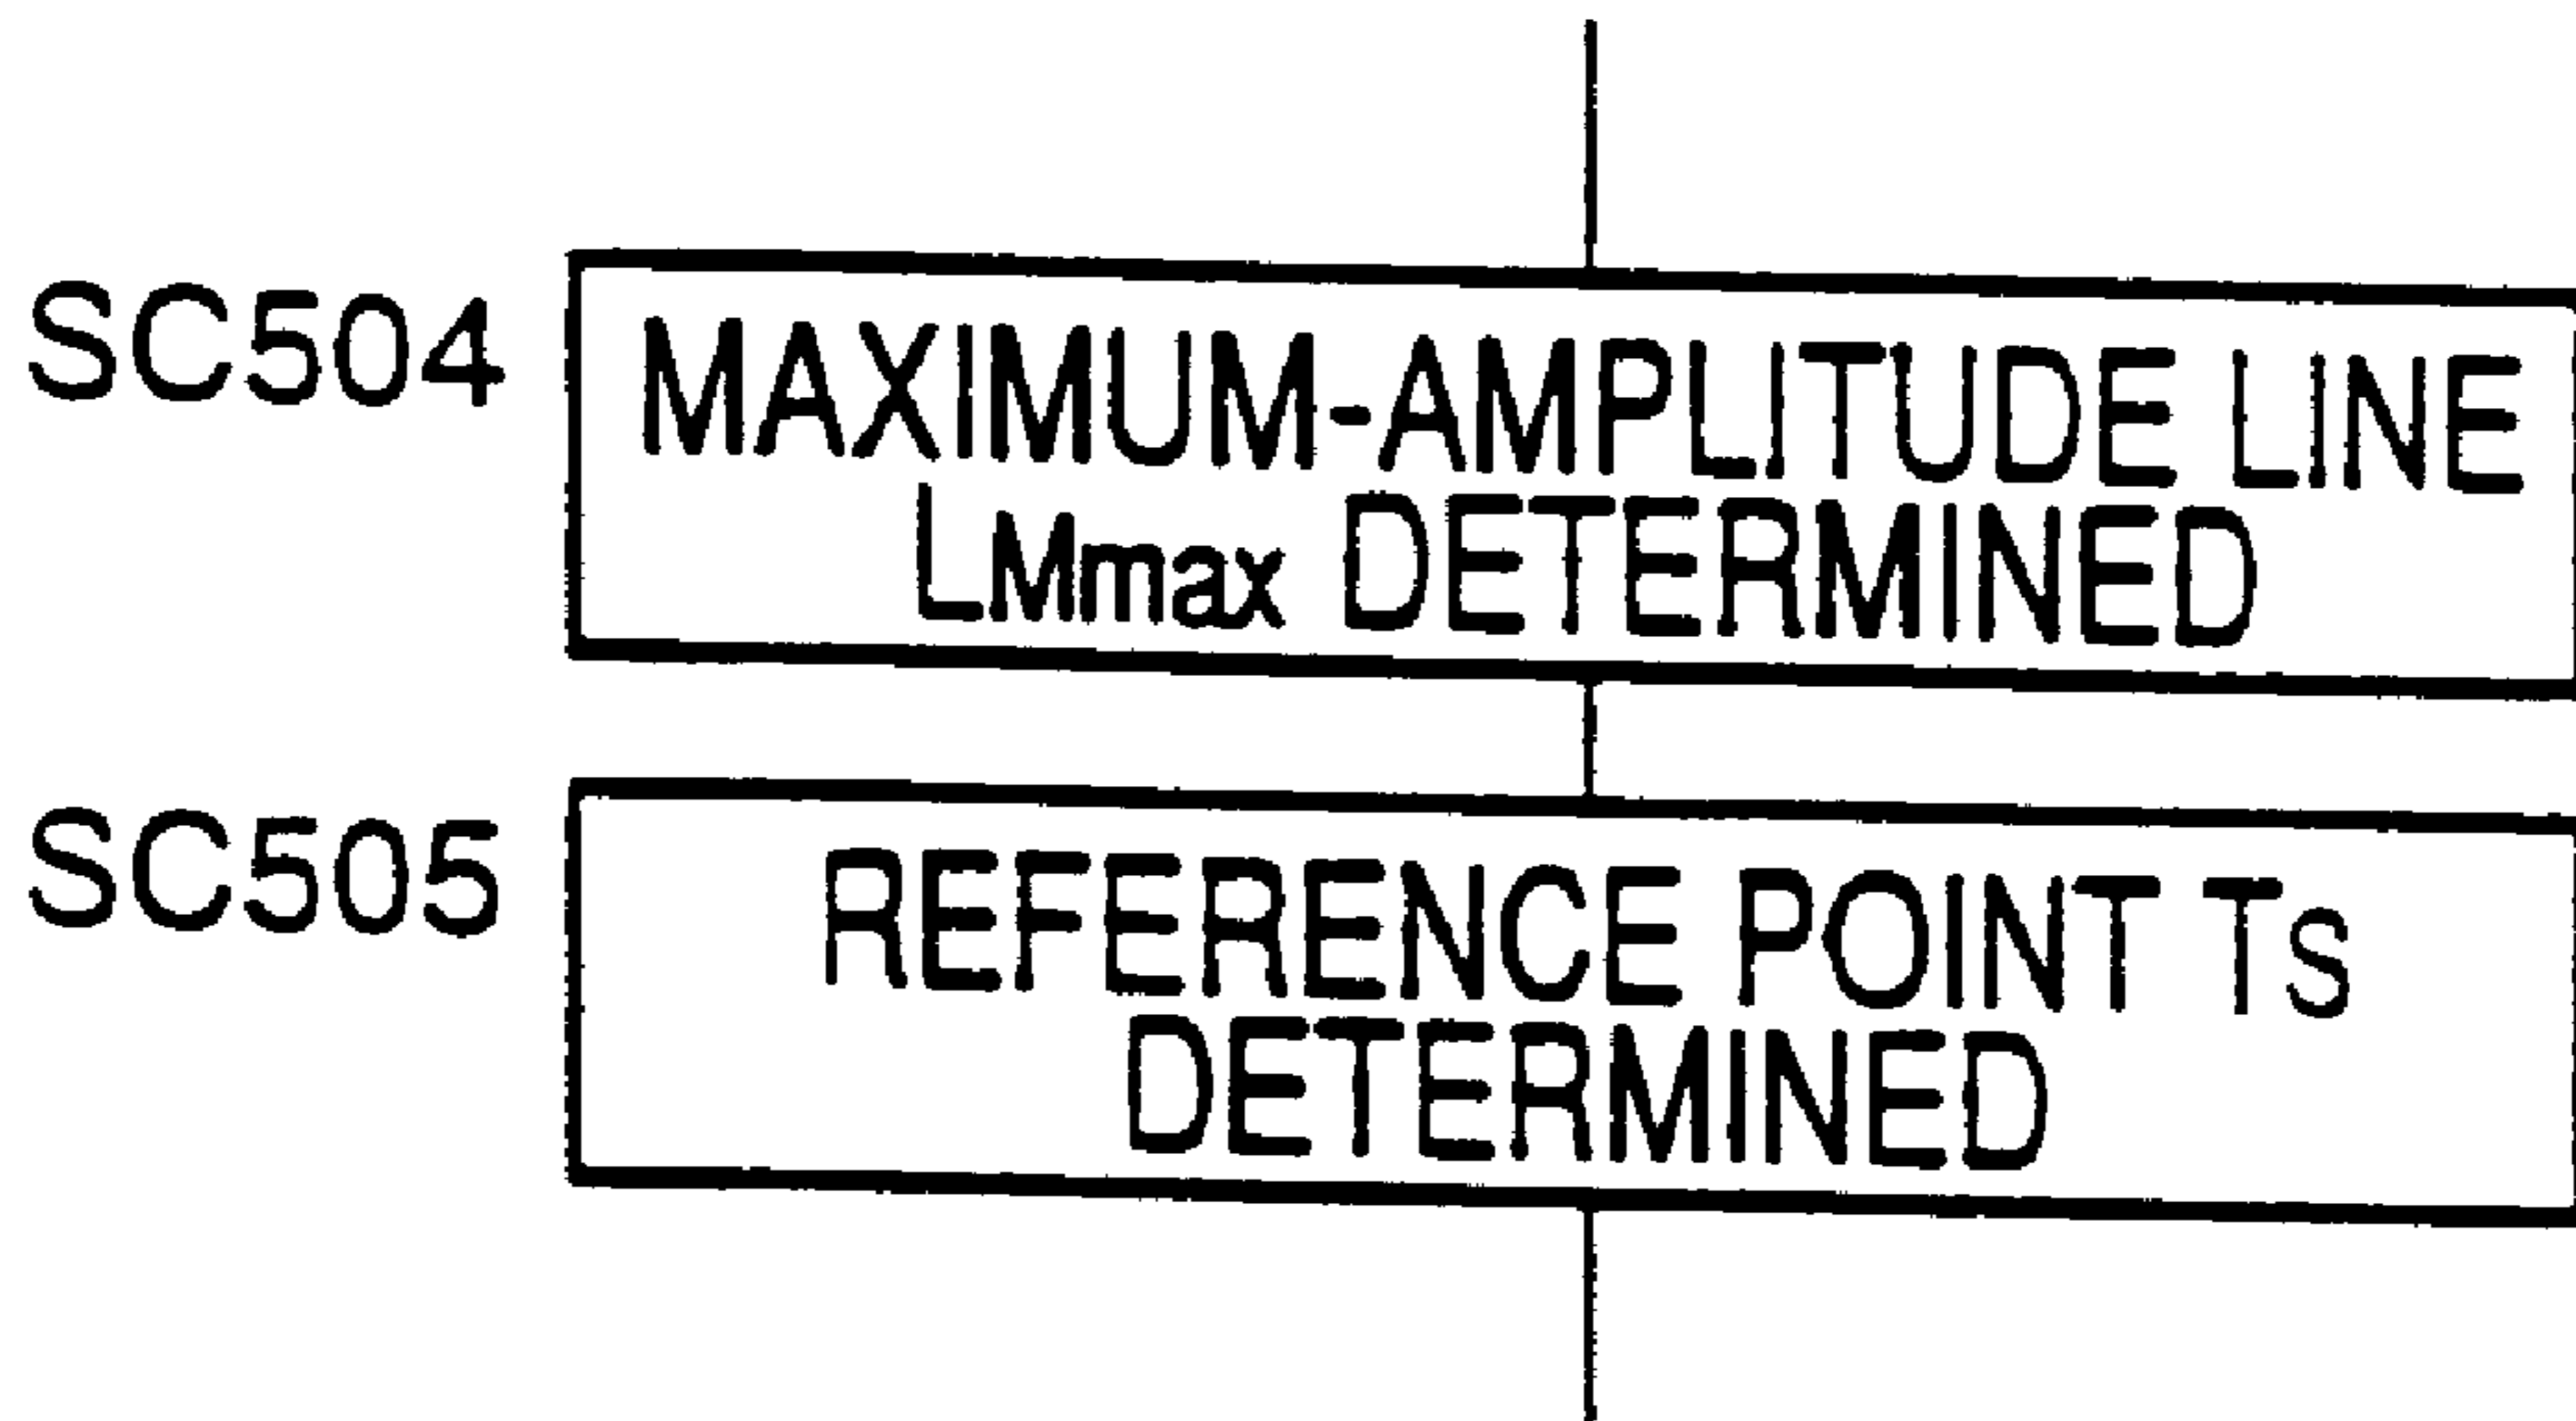 SC504
MAXIMUM-AMPLITUDE LINE
LMmax DETERMINED
SC505
REFERENCE POINT Ts
DETERMINED